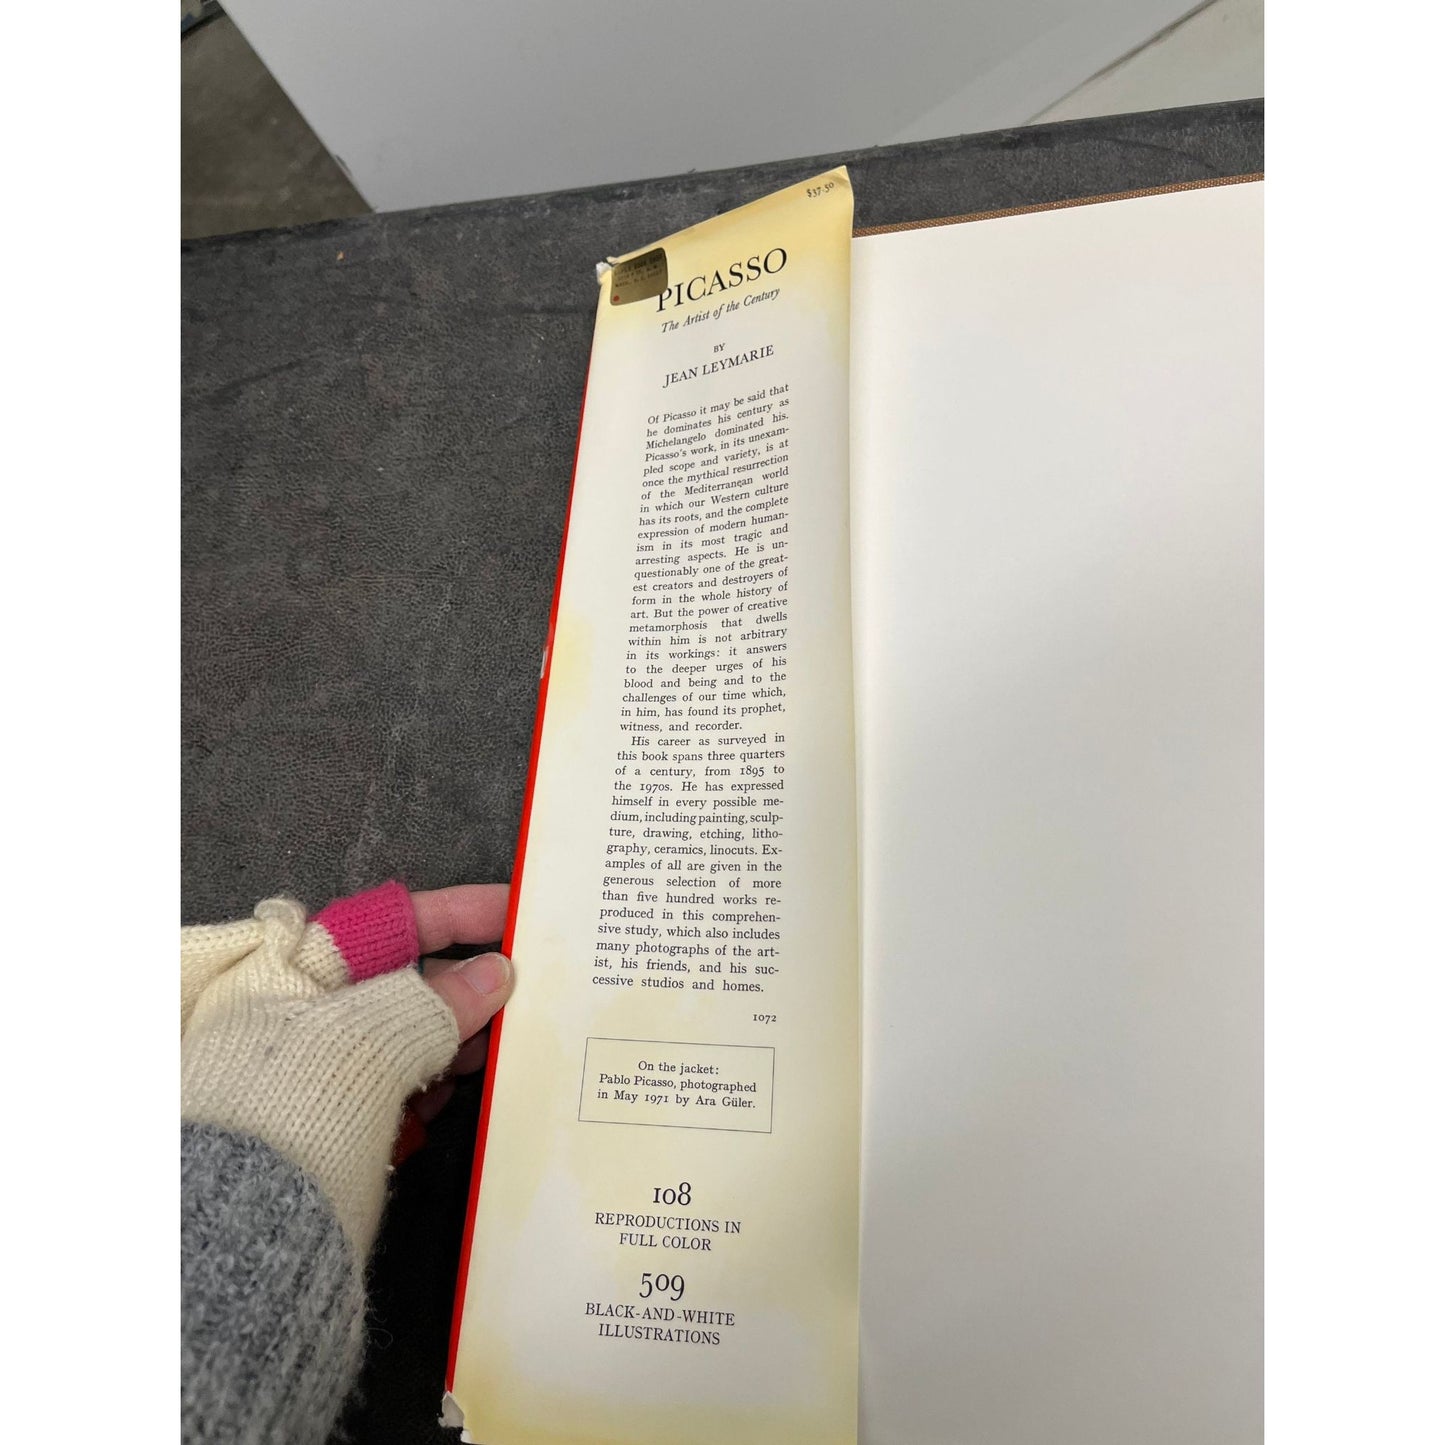 $37.50
PICASSO
The Artist of the Century
BY
JEAN LEYMARIE
Of Picasso it may be said that
he dominates his century as
Michelangelo dominated his.
Picasso's work, in its unexam-
pled scope and variety, is at
once the mythical resurrection
of the Mediterranean world
in which our Western culture
has its roots, and the complete
expression of modern human-
ism in its most tragic and
arresting aspects. He is un-
questionably one of the great-
est creators and destroyers of
form in the whole history of
art. But the power of creative
metamorphosis that dwells
within him is not arbitrary
in its workings: it answers
to the deeper urges of his
blood and being and to the
challenges of our time which,
in him, has found its prophet,
witness, and recorder.
His career as surveyed in
this book spans three quarters
of a century, from 1895 to
the 1970s. He has expressed
himself in every possible me-
dium, including painting, sculp-
ture, drawing, etching, litho-
graphy, ceramics, linocuts. Ex-
amples of all are given in the
generous selection of more
than five hundred works re-
produced in this comprehen-
sive study, which also includes
many photographs of the art-
ist, his friends, and his suc-
cessive studios and homes.
1072
On the jacket:
Pablo Picasso, photographed
in May 1971 by Ara Güler.
108
REPRODUCTIONS IN
FULL COLOR
509
BLACK-AND-WHITE
ILLUSTRATIONS